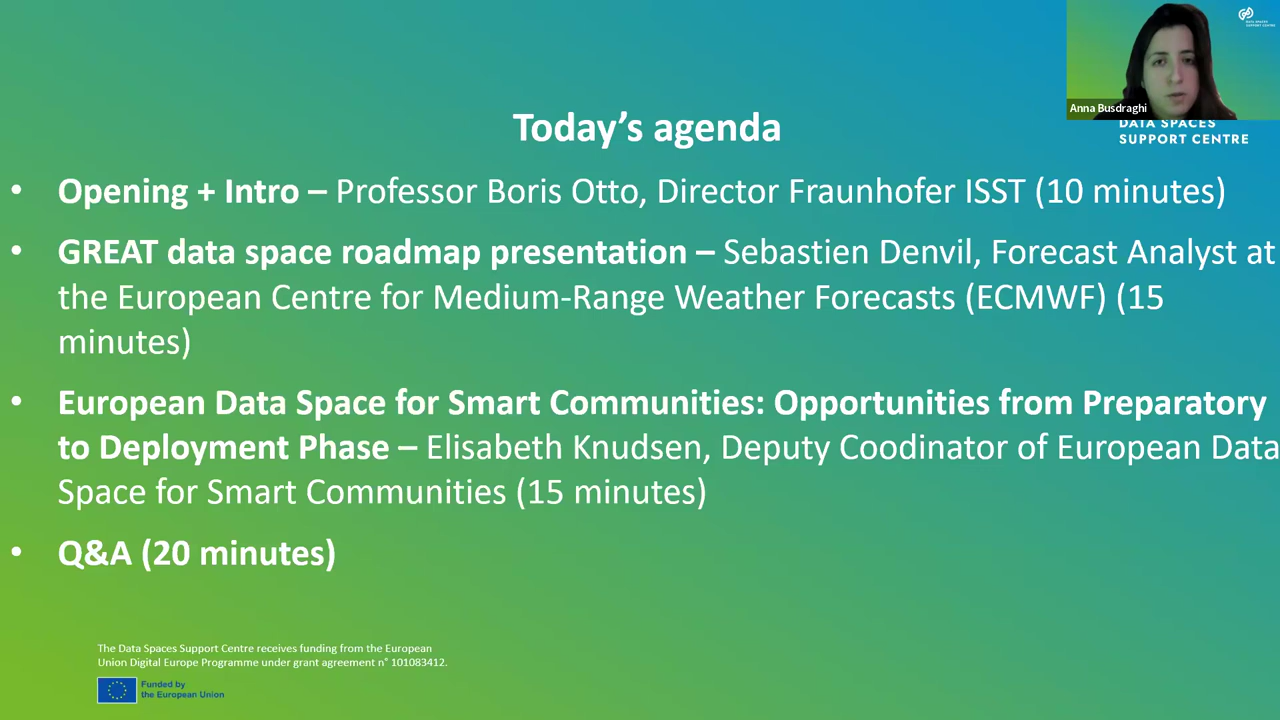 DATA SPACES
SUPPORT CENTRE
Anna Busdraghi
DATA SPACES
SUPPORT CENTRE
Today’s agenda
• Opening + Intro – Professor Boris Otto, Director Fraunhofer ISST (10 minutes)
• GREAT data space roadmap presentation – Sebastien Denvil, Forecast Analyst at
the European Centre for Medium-Range Weather Forecasts (ECMWF) (15
minutes)
• European Data Space for Smart Communities: Opportunities from Preparatory
to Deployment Phase – Elisabeth Knudsen, Deputy Coodinator of European Data
Space for Smart Communities (15 minutes)
• Q&A (20 minutes)
The Data Spaces Support Centre receives funding from the European
Union Digital Europe Programme under grant agreement n° 101083412.
Funded by
the European Union